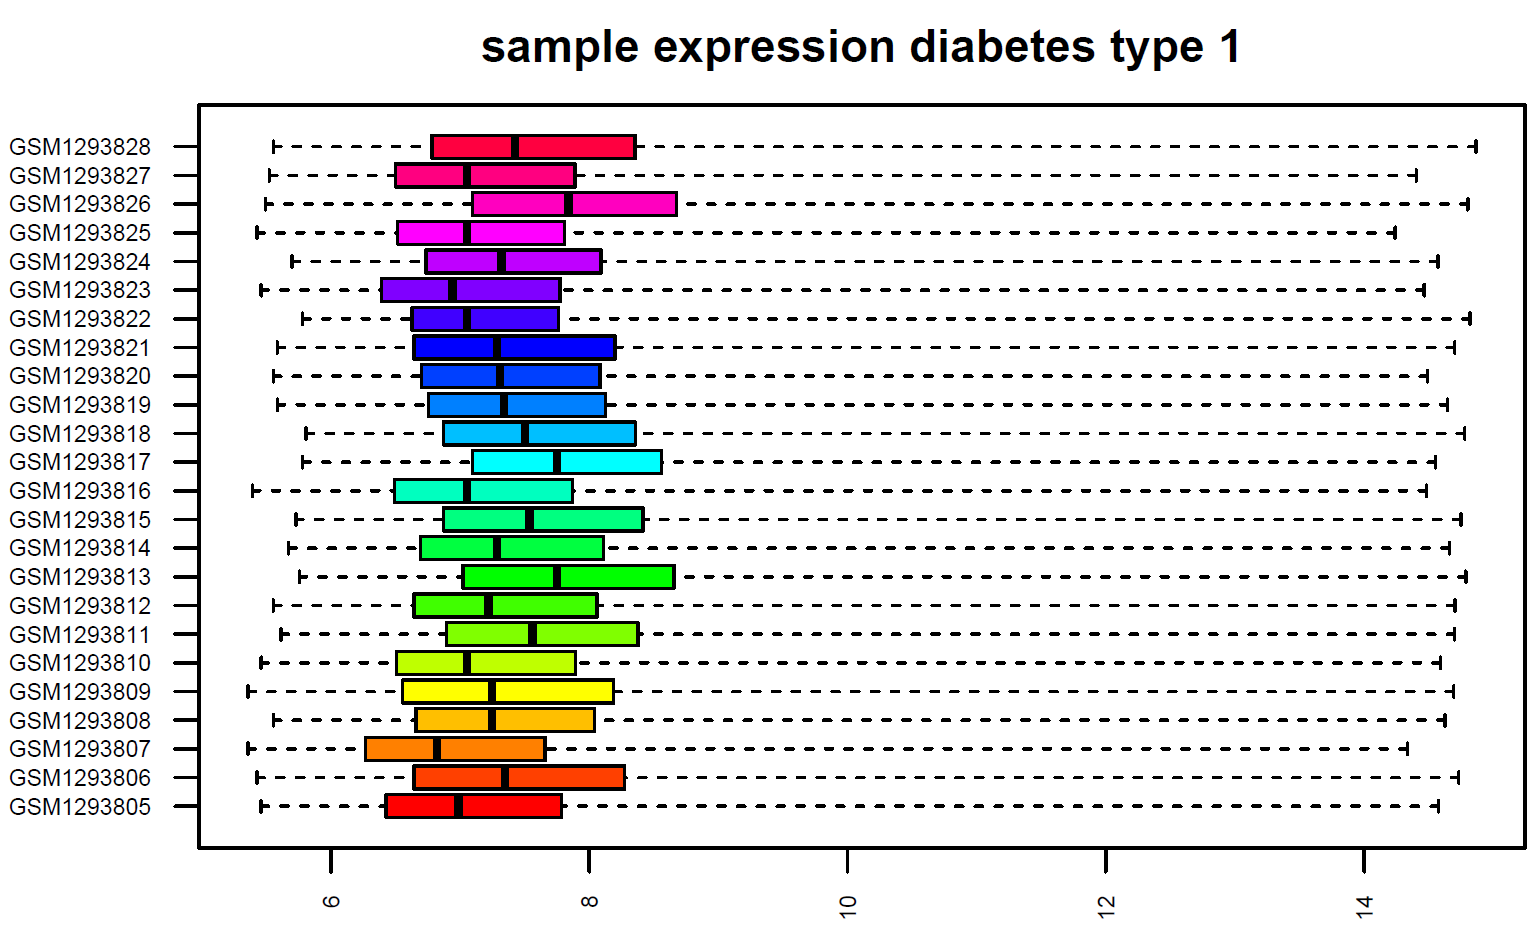 sample expression diabetes type 1
GSM1293828
GSM1293827
GSM1293826
GSM1293825
GSM1293824
GSM1293823
GSM1293822
GSM1293821
GSM1293820
GSM1293819
GSM1293818
GSM1293817
GSM1293816
GSM1293815
GSM1293814
GSM1293813
GSM1293812
GSM1293811
GSM1293810
GSM1293809
GSM1293808
GSM1293807
GSM1293806
GSM1293805
6
8
10
12
14